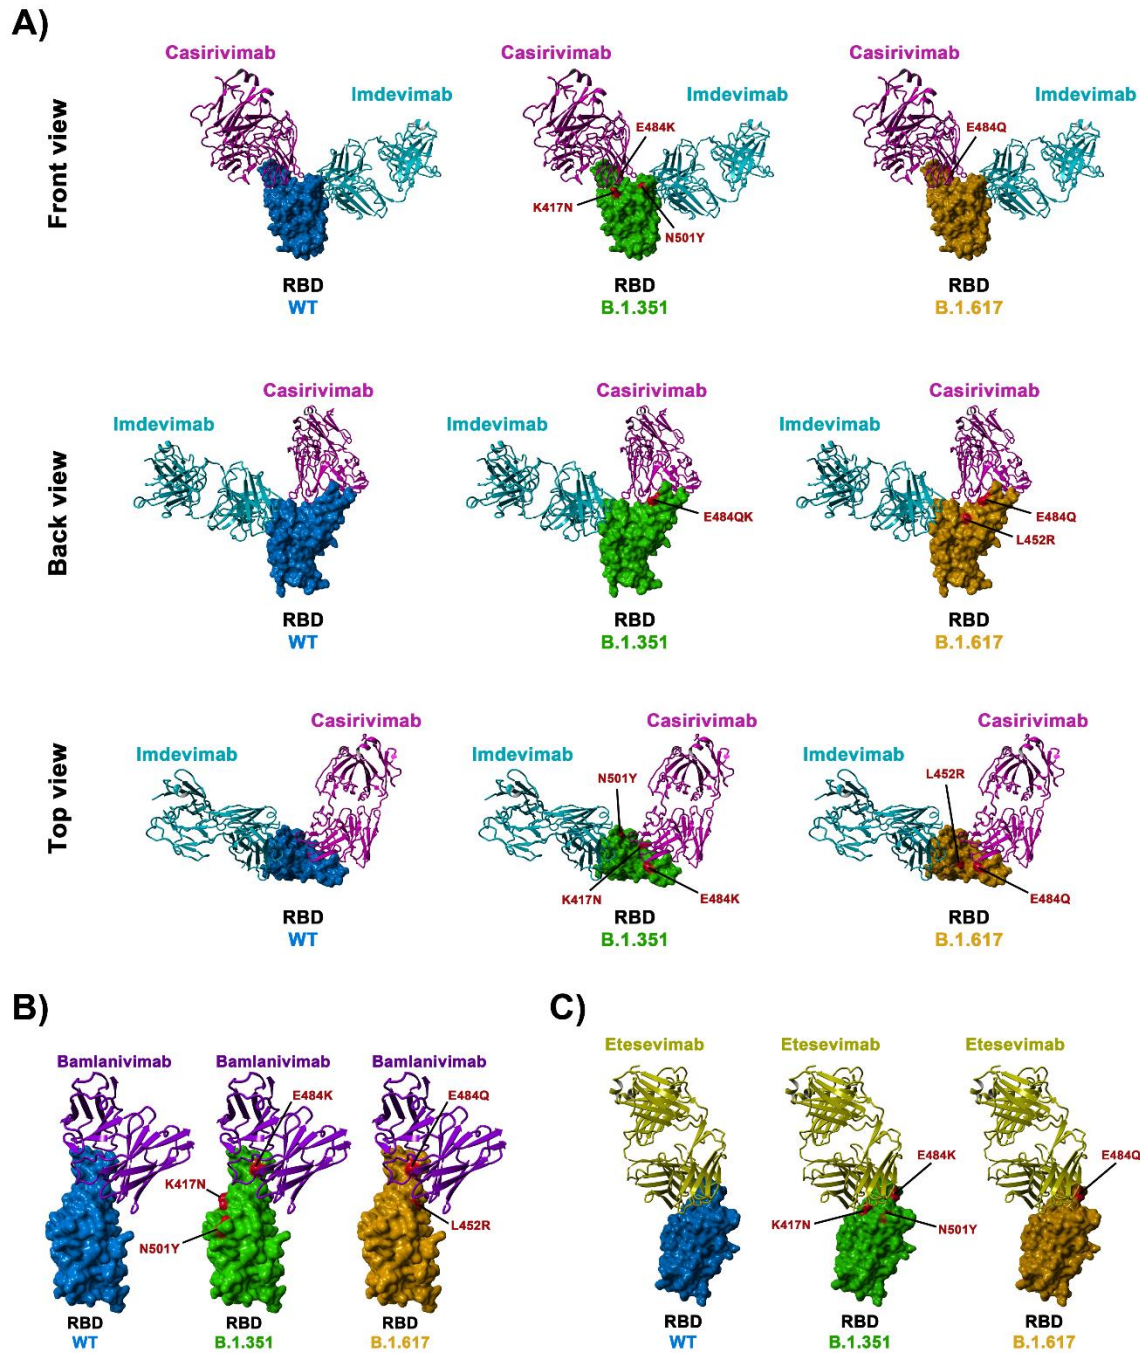 A)
Front view
Casirivimab
Imdevimab
RBD
WT
Casirivimab
Imdevimab
E484K
K417N
N501Y
RBD
B.1.351
Casirivimab
Imdevimab
E484Q
RBD
B.1.617
Back view
Casirivimab
Imdevimab
RBD
WT
Casirivimab
Imdevimab
E484QK
RBD
B.1.351
Casirivimab
Imdevimab
E484Q
L452R
RBD
B.1.617
Top view
Casirivimab
Imdevimab
RBD
WT
Casirivimab
Imdevimab
N501Y
K417N
E484K
RBD
B.1.351
Casirivimab
Imdevimab
L452R
E484Q
RBD
B.1.617
B)
Bamlanivimab
RBD
WT
Bamlanivimab
E484K
K417N
N501Y
RBD
B.1.351
Bamlanivimab
E484Q
L452R
RBD
B.1.617
C)
Etesevimab
RBD
WT
Etesevimab
E484K
K417N
N501Y
RBD
B.1.351
Etesevimab
E484Q
RBD
B.1.617